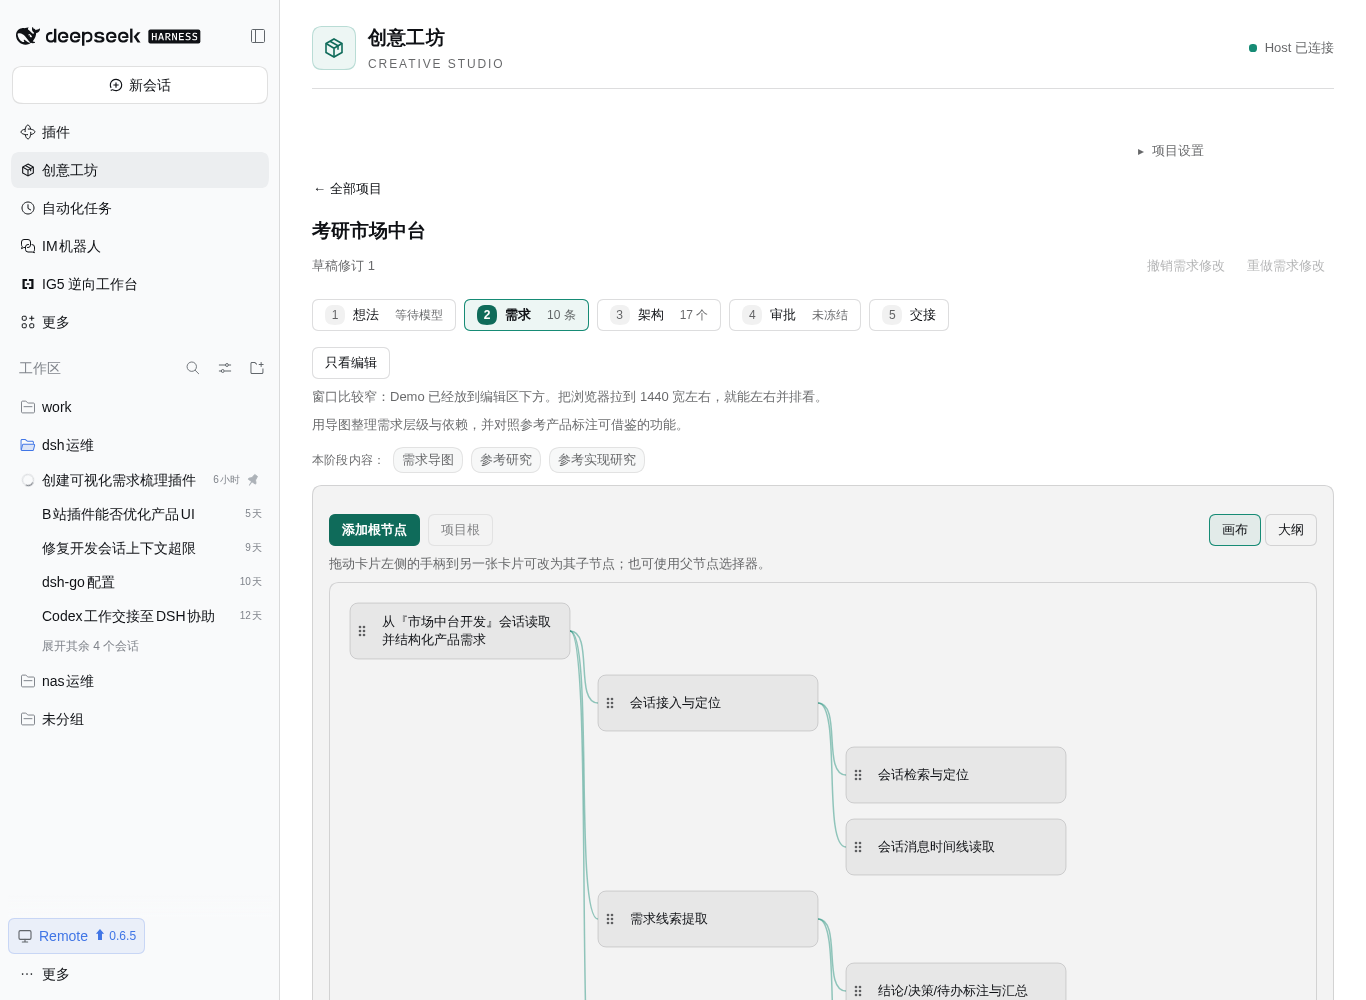 deepseek HARNESS
新会话
插件
创意工坊
自动化任务
IM机器人
IG5 逆向工作台
更多
工作区
work
dsh运维
创建可视化需求梳理插件 6小时
B站插件能否优化产品UI 5天
修复开发会话上下文超限 9天
dsh-go配置 10天
Codex工作交接至DSH协助 12天
展开其余 4 个会话
nas运维
未分组
Remote 0.6.5
更多
创意工坊
CREATIVE STUDIO
Host 已连接
项目设置
← 全部项目
考研市场中台
草稿修订 1
撤销需求修改 重做需求修改
1 想法 等待模型 2 需求 10 条 3 架构 17 个 4 审批 未冻结 5 交接
只看编辑
窗口比较窄：Demo 已经放到编辑区下方。把浏览器拉到 1440 宽左右，就能左右并排看。
用导图整理需求层级与依赖，并对照参考产品标注可借鉴的功能。
本阶段内容： 需求导图 参考研究 参考实现研究
添加根节点 项目根 画布 大纲
拖动卡片左侧的手柄到另一张卡片可改为其子节点；也可使用父节点选择器。
从『市场中台开发』会话读取
并结构化产品需求
会话接入与定位
会话检索与定位
会话消息时间线读取
需求线索提取
结论/决策/待办标注与汇总